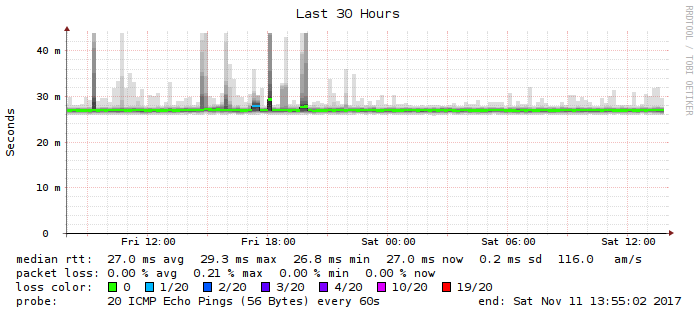 Last 30 Hours
RRDTOOL / TOBI OETIKER
Seconds
40 m
30 m
20 m
10 m
0
Fri 12:00 Fri 18:00 Sat 00:00 Sat 06:00 Sat 12:00
median rtt: 27.0 ms avg 29.3 ms max 26.8 ms min 27.0 ms now 0.2 ms sd 116.0 am/s
packet loss: 0.00 % avg 0.21 % max 0.00 % min 0.00 % now
loss color: 0 1/20 2/20 3/20 4/20 10/20 19/20
probe: 20 ICMP Echo Pings (56 Bytes) every 60s end: Sat Nov 11 13:55:02 2017